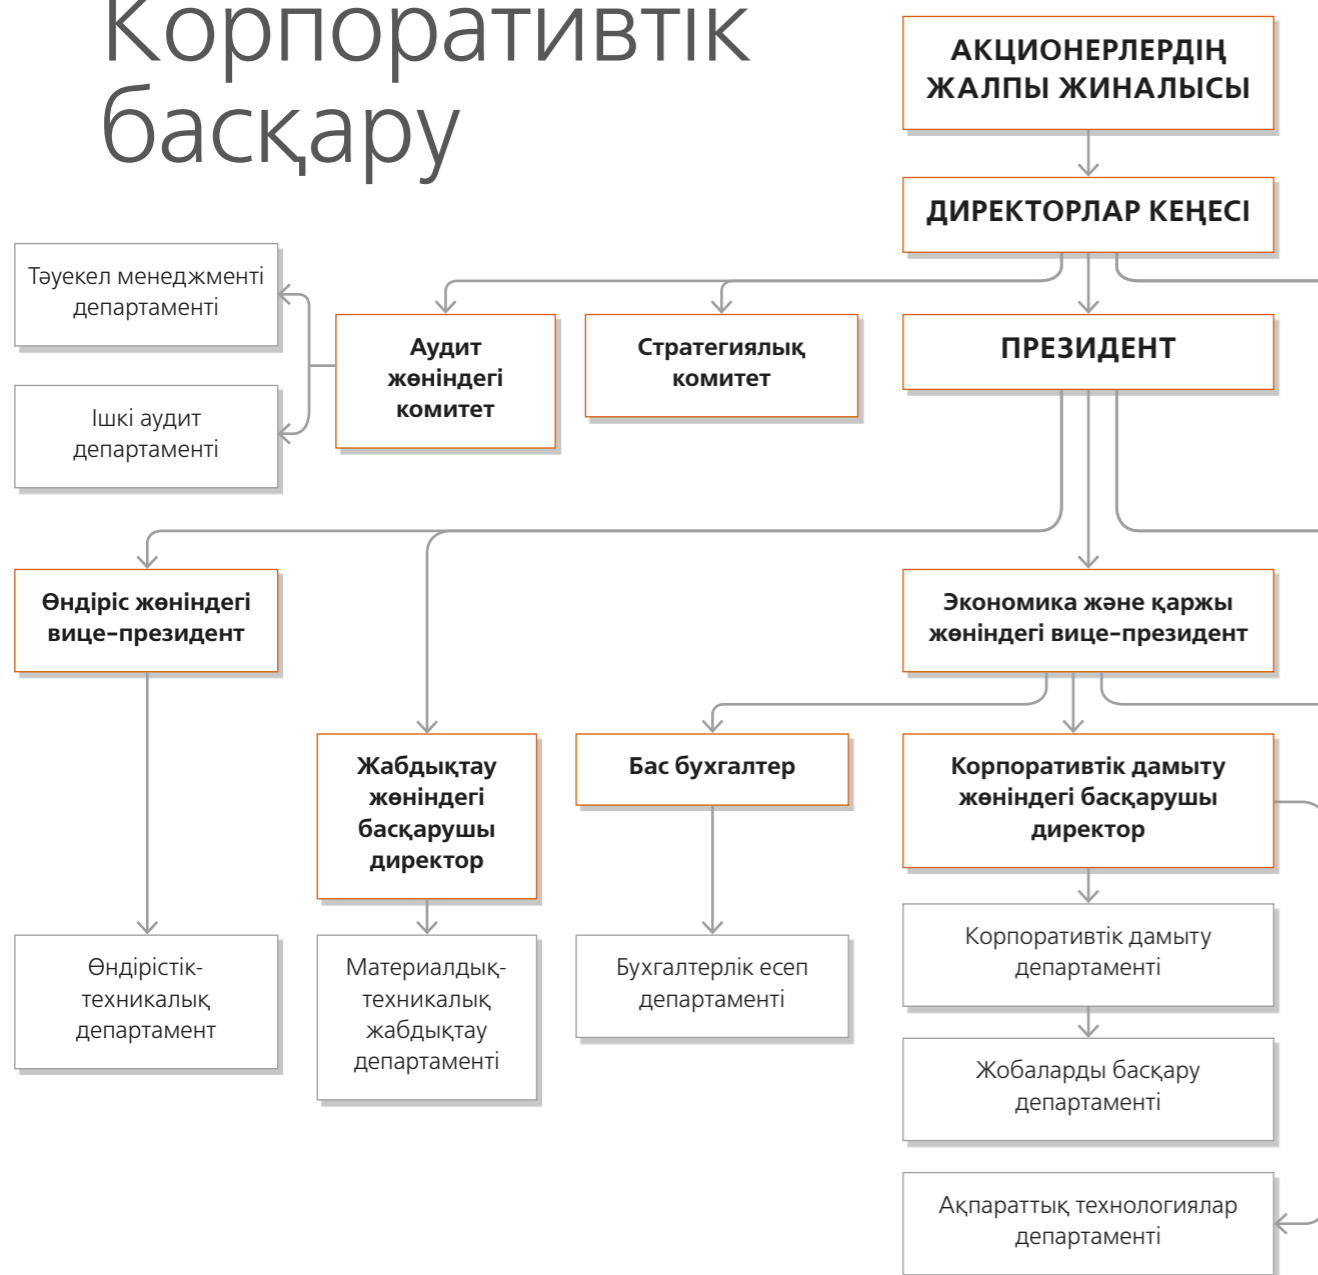 Корпоративтік
басқару
АКЦИОНЕРЛЕРДІҢ
ЖАЛПЫ ЖИНАЛЫСЫ
ДИРЕКТОРЛАР КЕҢЕСІ
Тәуекел менеджменті
департаменті
Ішкі аудит
департаменті
Аудит
жөніндегі
комитет
Стратегиялық
комитет
ПРЕЗИДЕНТ
Өндіріс жөніндегі
вице-президент
Экономика және қаржы
жөніндегі вице-президент
Жабдықтау
жөніндегі
басқарушы
директор
Бас бухгалтер
Корпоративтік дамыту
жөніндегі басқарушы
директор
Өндірістік-
техникалық
департамент
Материалдық-
техникалық
жабдықтау
департаменті
Бухгалтерлік есеп
департаменті
Корпоративтік дамыту
департаменті
Жобаларды басқару
департаменті
Ақпараттық технологиялар
департаменті